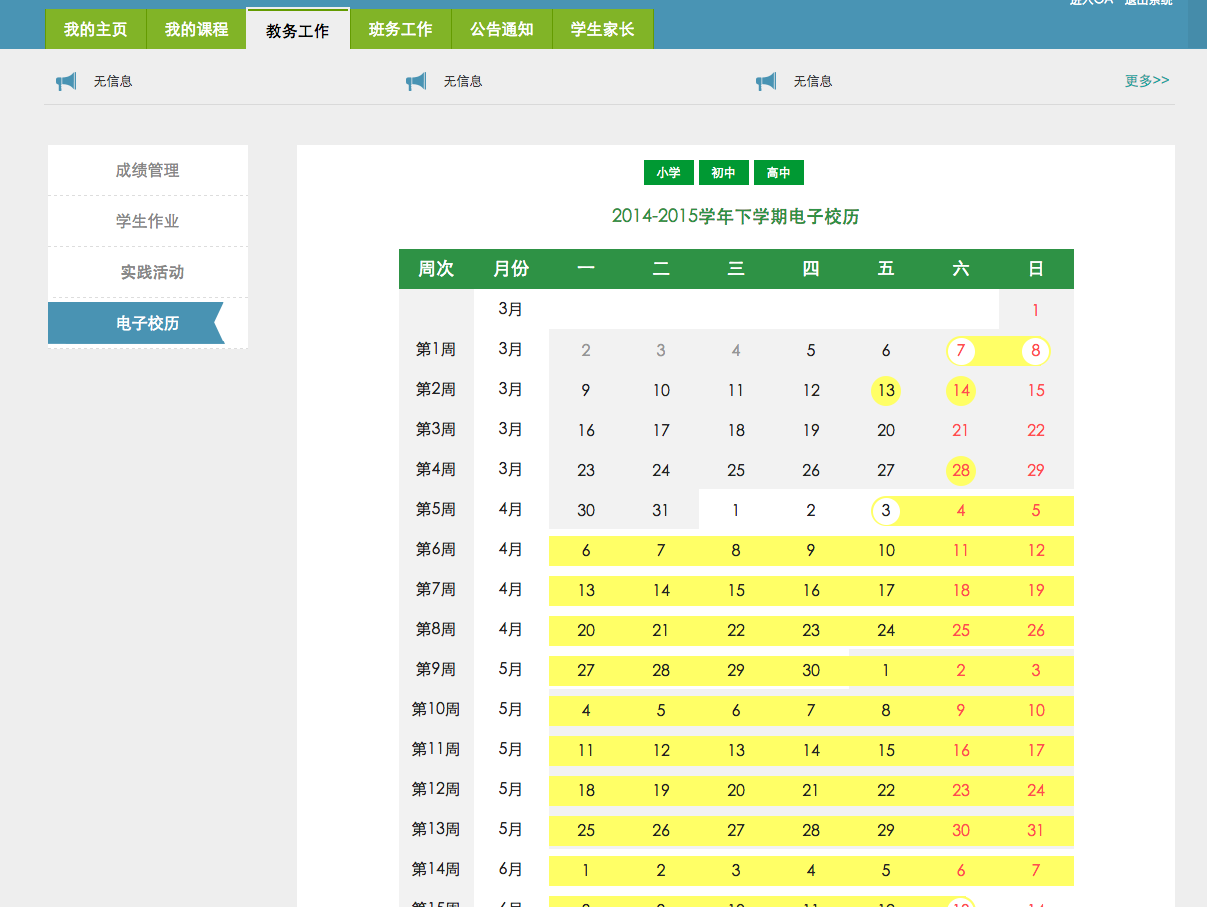 进入OA 退出系统
我的主页 我的课程 教务工作 班务工作 公告通知 学生家长
无信息 无信息 无信息 更多>>
成绩管理
学生作业
实践活动
电子校历
小学 初中 高中
2014-2015学年下学期电子校历
周次 月份 一 二 三 四 五 六 日
3月 1
第1周 3月 2 3 4 5 6 7 8
第2周 3月 9 10 11 12 13 14 15
第3周 3月 16 17 18 19 20 21 22
第4周 3月 23 24 25 26 27 28 29
第5周 4月 30 31 1 2 3 4 5
第6周 4月 6 7 8 9 10 11 12
第7周 4月 13 14 15 16 17 18 19
第8周 4月 20 21 22 23 24 25 26
第9周 5月 27 28 29 30 1 2 3
第10周 5月 4 5 6 7 8 9 10
第11周 5月 11 12 13 14 15 16 17
第12周 5月 18 19 20 21 22 23 24
第13周 5月 25 26 27 28 29 30 31
第14周 6月 1 2 3 4 5 6 7